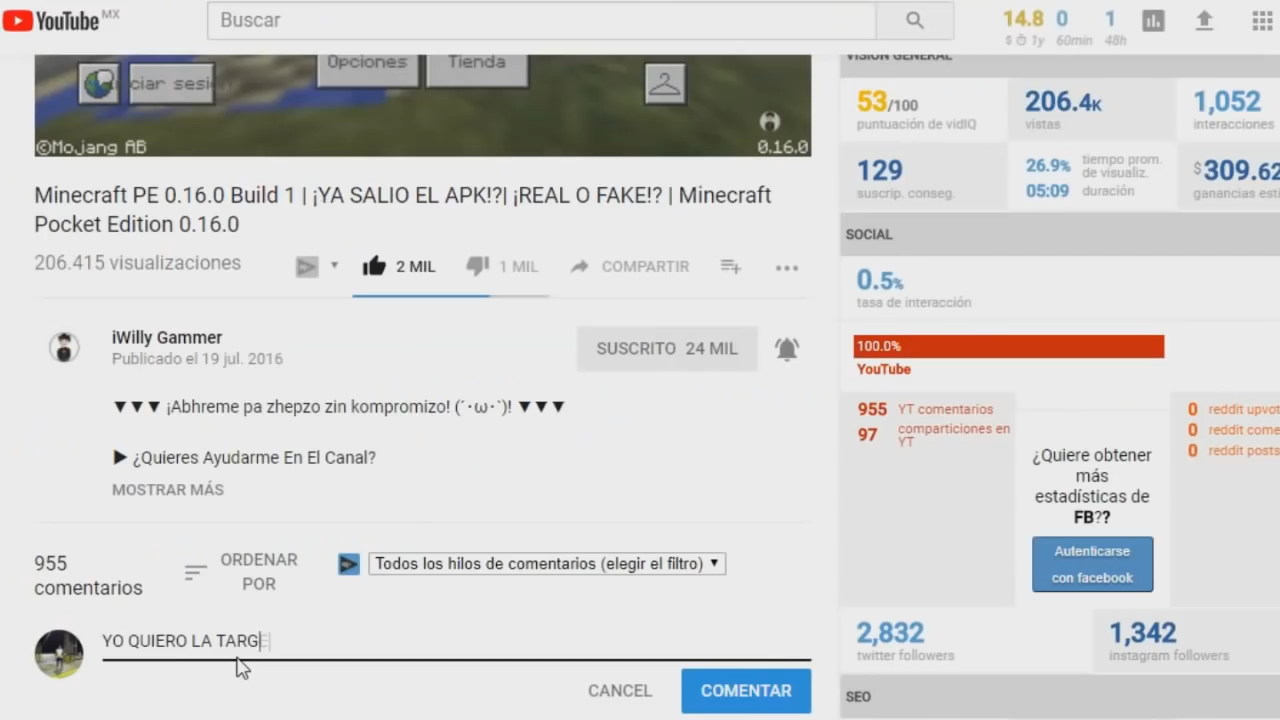 YouTube MX
Buscar
14.8 0 1
$ 1y 60min 48h
Opciones
Tienda
ciar sesi
©Mojang AB
0.16.0
Minecraft PE 0.16.0 Build 1 | ¡YA SALIO EL APK!?| ¡REAL O FAKE!? | Minecraft
Pocket Edition 0.16.0
206.415 visualizaciones
2 MIL
1 MIL
COMPARTIR
iWilly Gammer
Publicado el 19 jul. 2016
SUSCRITO 24 MIL
▼▼▼ ¡Abhreme pa zhepzo zin kompromizo! (´･ω･`)! ▼▼▼
▶ ¿Quieres Ayudarme En El Canal?
MOSTRAR MÁS
955
comentarios
ORDENAR
POR
Todos los hilos de comentarios (elegir el filtro) ▼
YO QUIERO LA TARGE
CANCEL
COMENTAR
VISIÓN GENERAL
53/100
puntuación de vidIQ
206.4K
vistas
1,052
interacciones
129
suscrip. conseg.
26.9% tiempo prom.
de visualiz.
05:09 duración
$309.62
ganancias esti
SOCIAL
0.5%
tasa de interacción
100.0%
YouTube
955 YT comentarios
97 comparticiones en
YT
¿Quiere obtener
más
estadísticas de
FB??
Autenticarse
con facebook
0 reddit upvot
0 reddit come
0 reddit posts
2,832
twitter followers
1,342
instagram followers
SEO